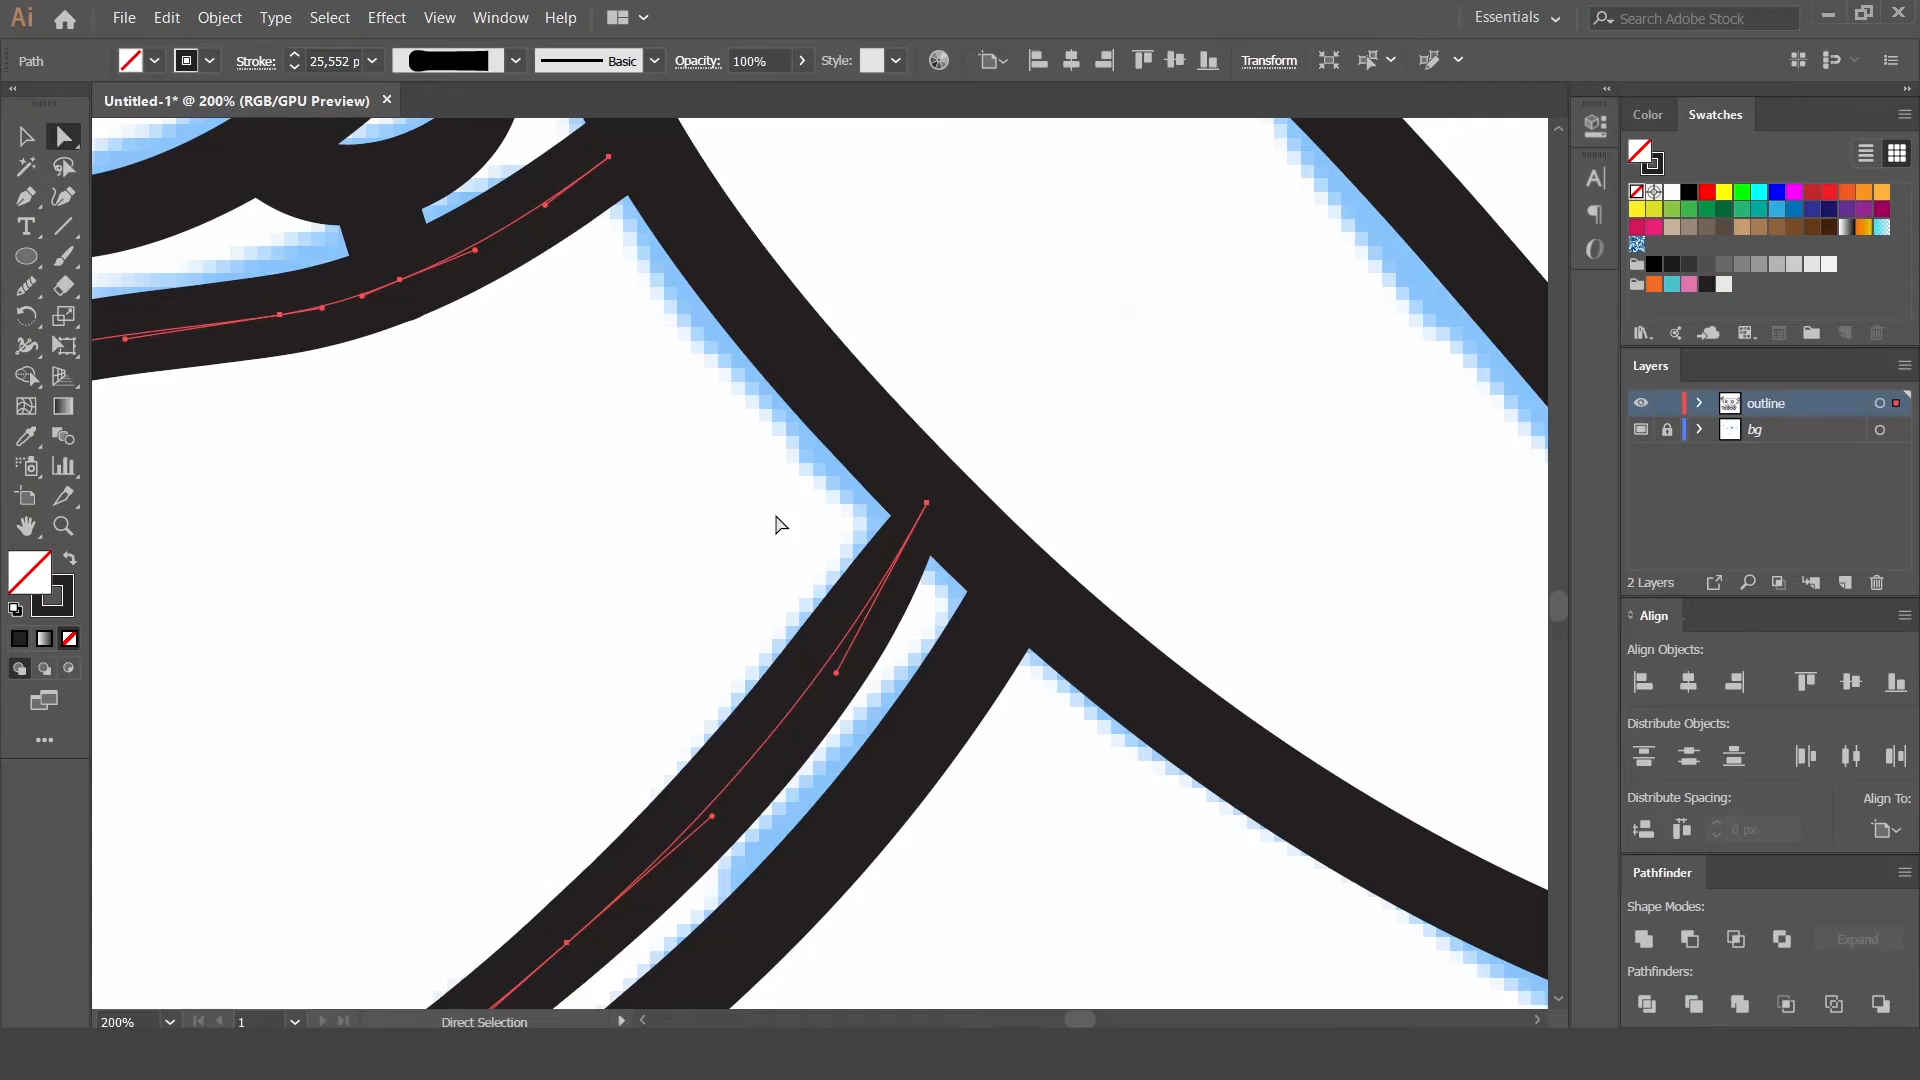 Ai File Edit Object Type Select Effect View Window Help Essentials Search Adobe Stock
Path Stroke: 25,552 p Basic Opacity: 100% Style: Transform
Untitled-1* @ 200% (RGB/GPU Preview) ×
Color Swatches
Layers
outline
bg
2 Layers
Align
Align Objects:
Distribute Objects:
Distribute Spacing: Align To:
0 px
Pathfinder
Shape Modes:
Expand
Pathfinders:
200% 1 Direct Selection